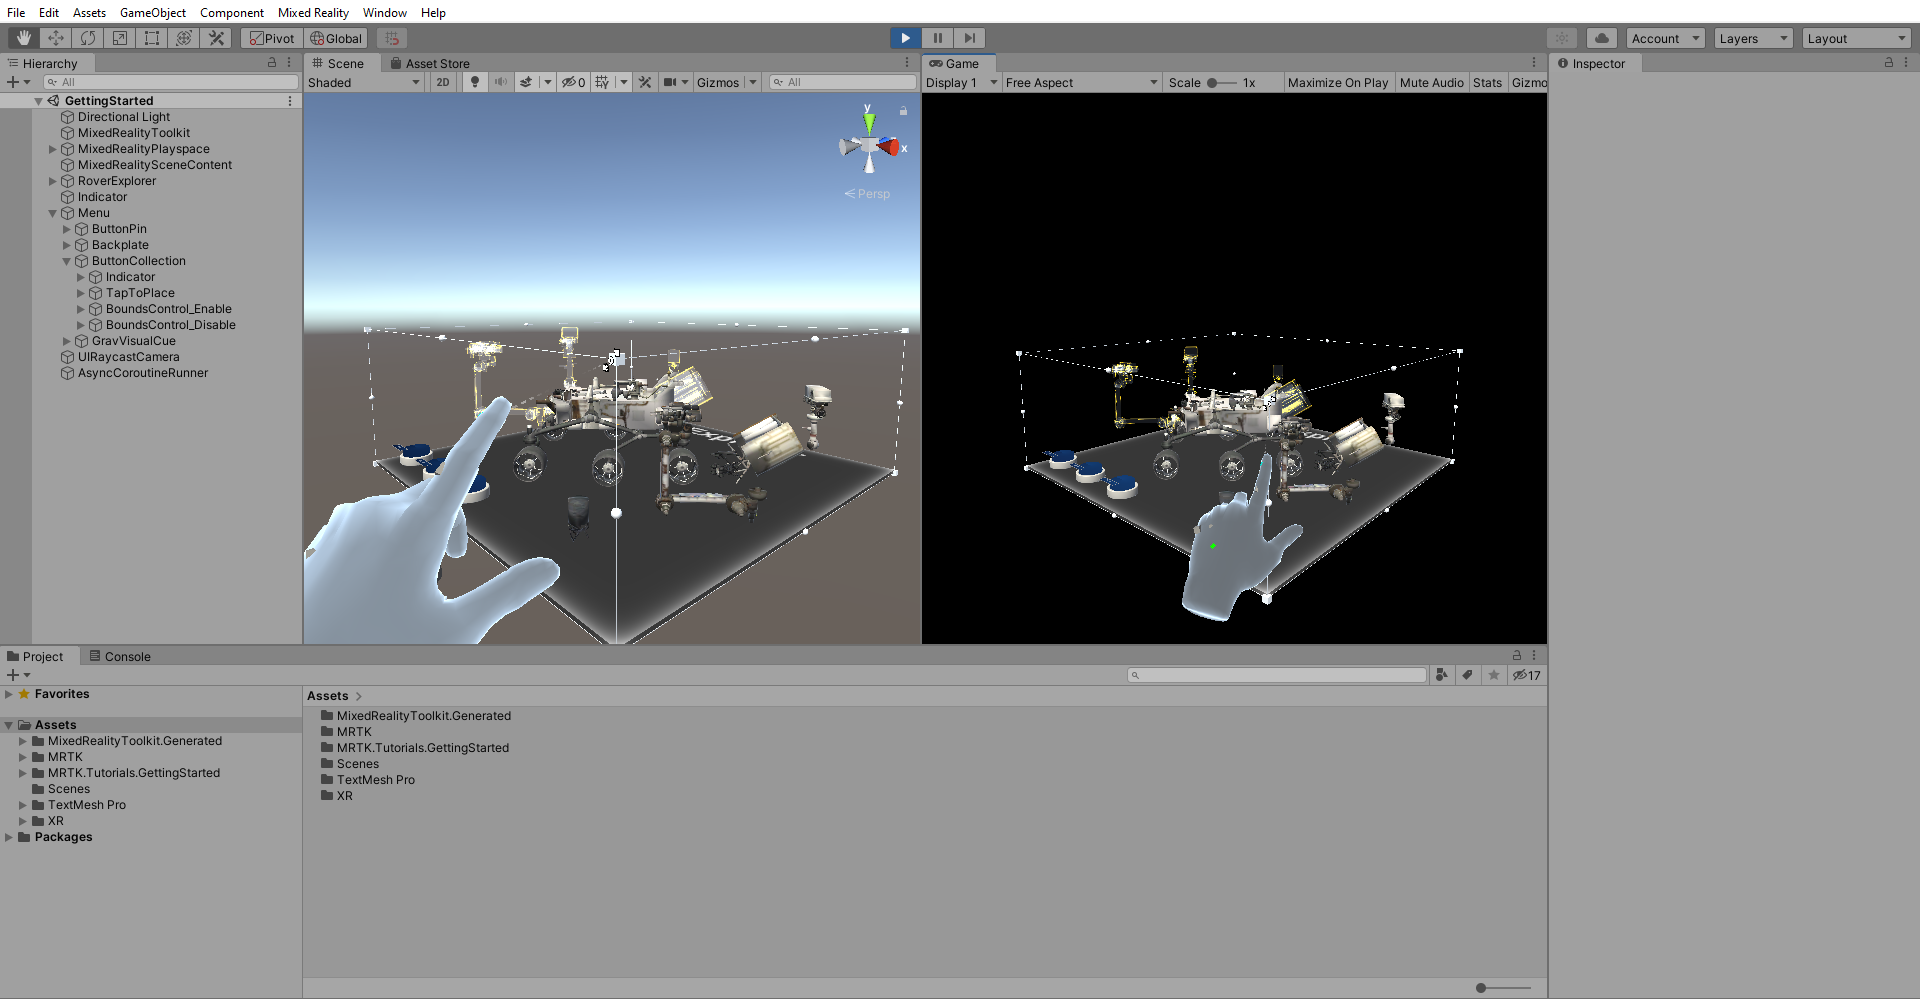 File Edit Assets GameObject Component Mixed Reality Window Help
Pivot Global Account Layers Layout
Hierarchy
All
GettingStarted
Directional Light
MixedRealityToolkit
MixedRealityPlayspace
MixedRealitySceneContent
RoverExplorer
Indicator
Menu
ButtonPin
Backplate
ButtonCollection
Indicator
TapToPlace
BoundsControl_Enable
BoundsControl_Disable
GravVisualCue
UIRaycastCamera
AsyncCoroutineRunner
Scene Asset Store
Shaded 2D 0 Gizmos All
y
x
Persp
Game
Display 1 Free Aspect Scale 1x Maximize On Play Mute Audio Stats Gizmo
Inspector
Project Console
17
Favorites
Assets
MixedRealityToolkit.Generated
MRTK
MRTK.Tutorials.GettingStarted
Scenes
TextMesh Pro
XR
Packages
Assets
MixedRealityToolkit.Generated
MRTK
MRTK.Tutorials.GettingStarted
Scenes
TextMesh Pro
XR